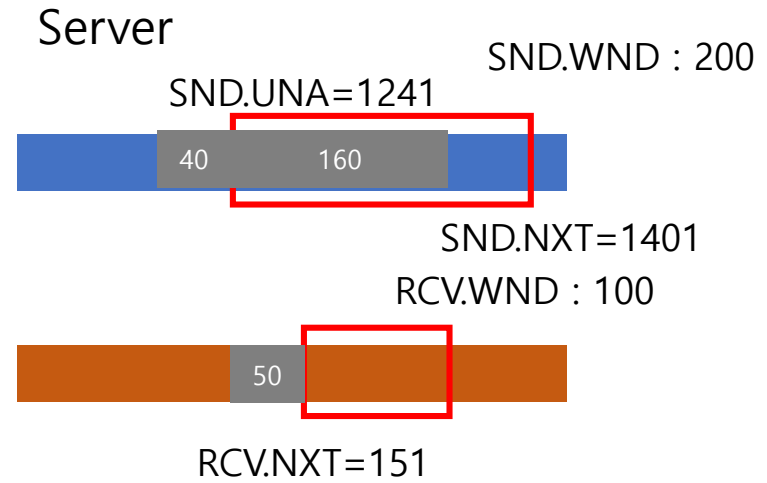 Server
SND.WND : 200
SND.UNA=1241
40
160
SND.NXT=1401
RCV.WND : 100
50
RCV.NXT=151